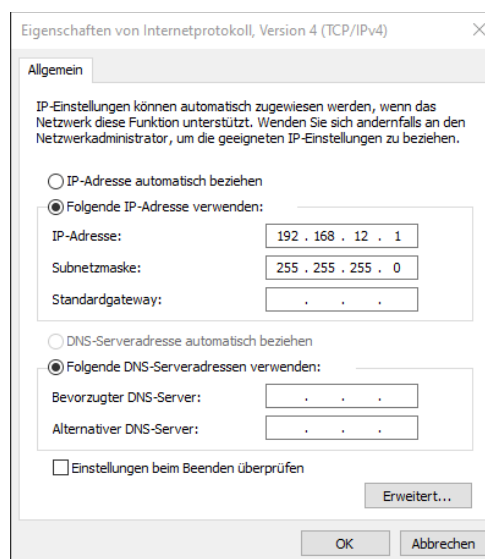 Eigenschaften von Internetprotokoll, Version 4 (TCP/IPv4)
Allgemein
IP-Einstellungen können automatisch zugewiesen werden, wenn das
Netzwerk diese Funktion unterstützt. Wenden Sie sich andernfalls an den
Netzwerkadministrator, um die geeigneten IP-Einstellungen zu beziehen.
IP-Adresse automatisch beziehen
Folgende IP-Adresse verwenden:
IP-Adresse: 192 . 168 . 12 . 1
Subnetzmaske: 255 . 255 . 255 . 0
Standardgateway: . . .
DNS-Serveradresse automatisch beziehen
Folgende DNS-Serveradressen verwenden:
Bevorzugter DNS-Server: . . .
Alternativer DNS-Server: . . .
Einstellungen beim Beenden überprüfen
Erweitert...
OK Abbrechen